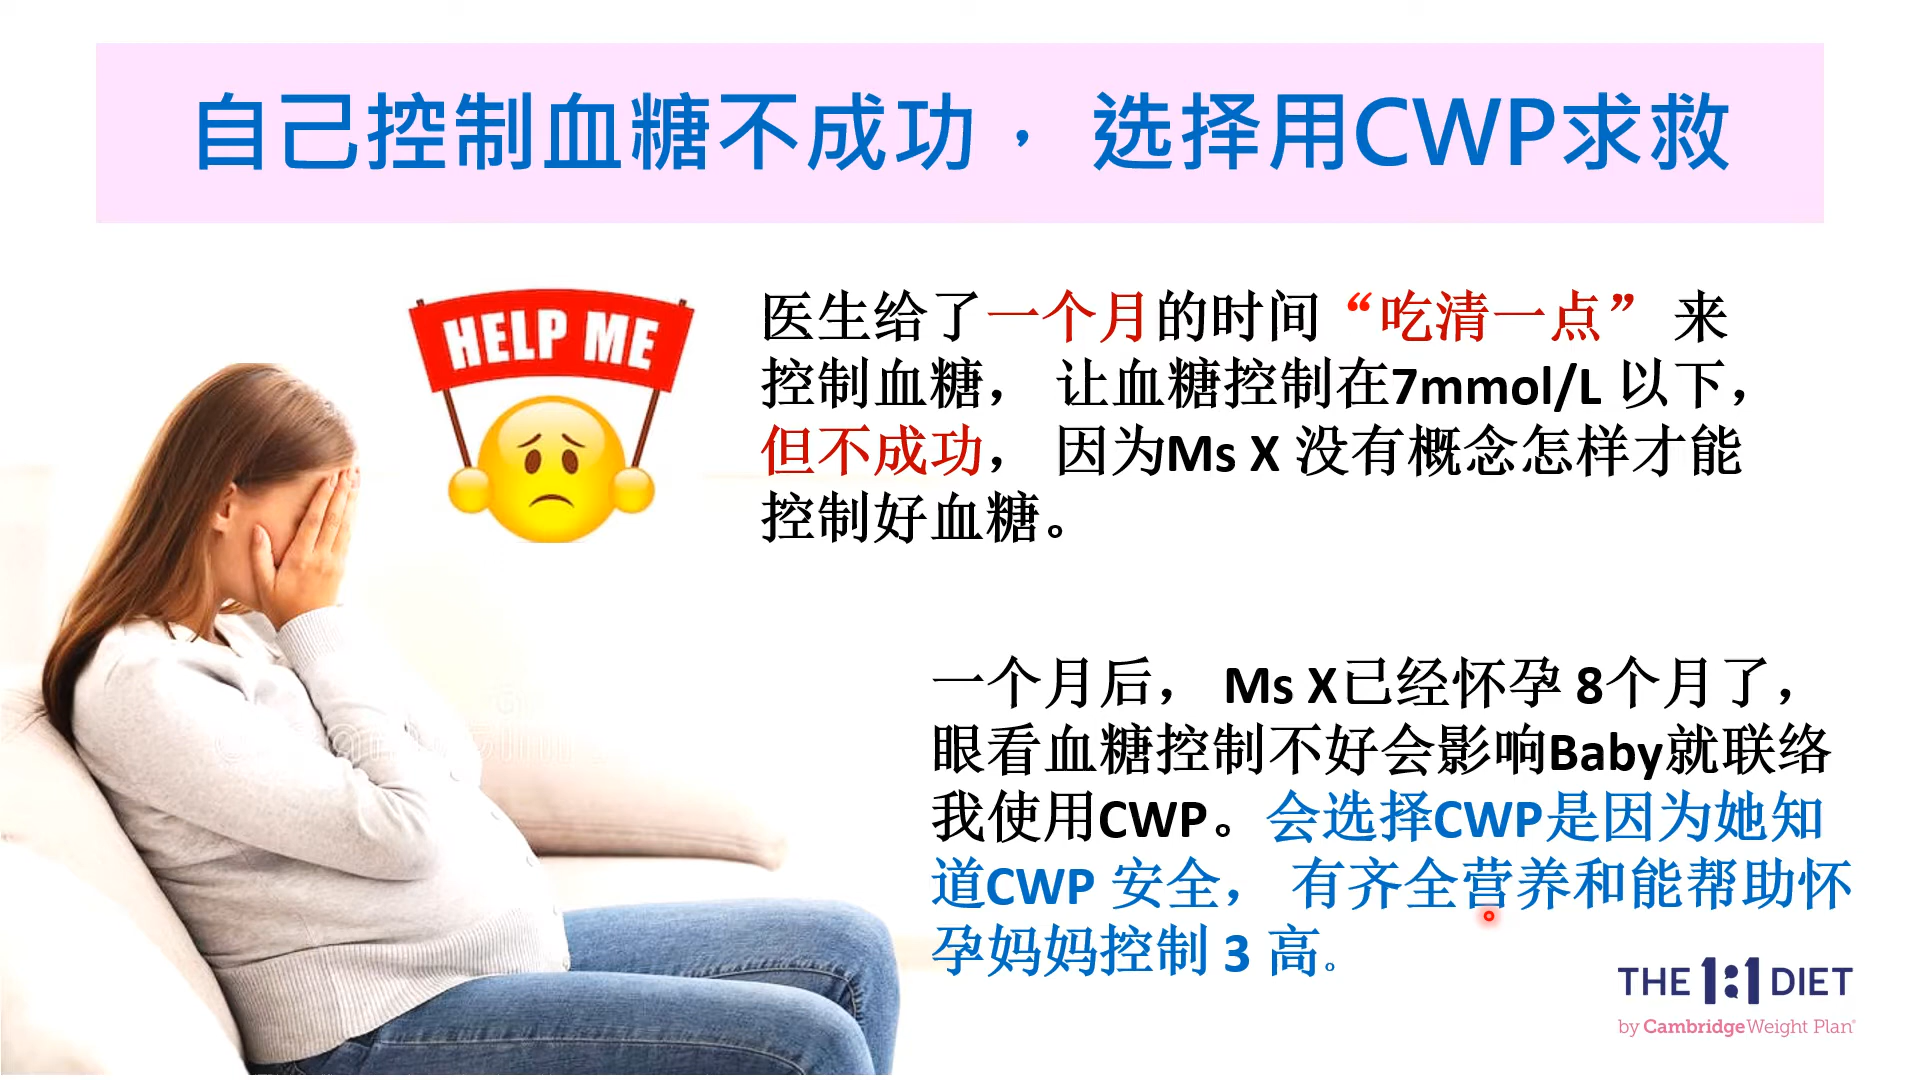 自己控制血糖不成功， 选择用CWP求救
HELP ME
医生给了一个月的时间“吃清一点” 来
控制血糖， 让血糖控制在7mmol/L 以下，
但不成功， 因为Ms X 没有概念怎样才能
控制好血糖。
一个月后， Ms X已经怀孕 8个月了，
眼看血糖控制不好会影响Baby就联络
我使用CWP。会选择CWP是因为她知
道CWP 安全， 有齐全营养和能帮助怀
孕妈妈控制 3 高。
THE 1:1 DIET
by Cambridge Weight Plan®